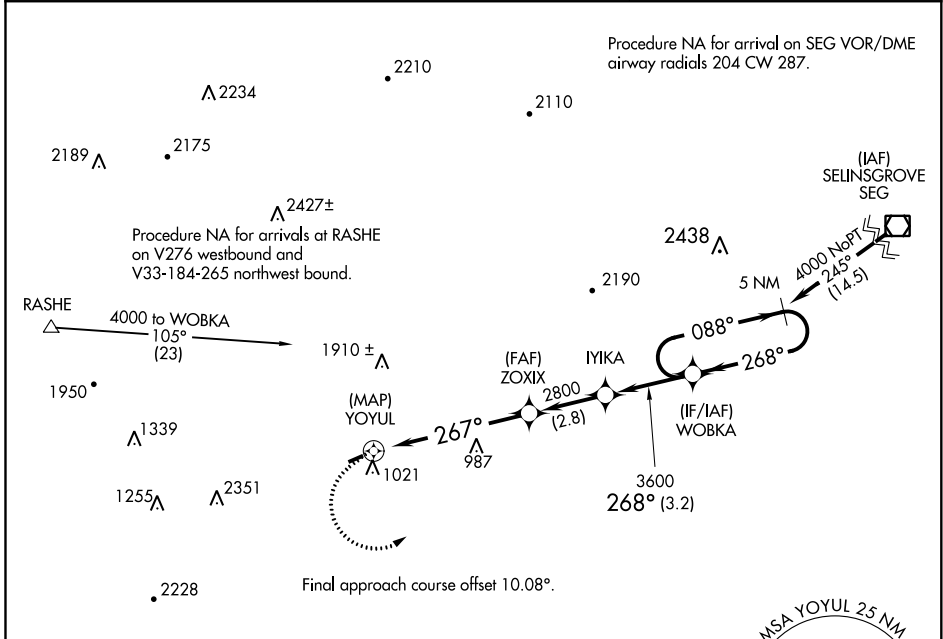 Procedure NA for arrival on SEG VOR/DME
airway radials 204 CW 287.
2210
2234
2110
2175
2189
(IAF)
SELINSGROVE
SEG
2427±
Procedure NA for arrivals at RASHE
on V276 westbound and
V33-184-265 northwest bound.
2438
4000 NoPT
245°
(14.5)
5 NM
2190
RASHE
4000 to WOBKA
105°
(23)
088°
1910 ±
(FAF)
ZOXIX
IYIKA
268°
1950
2800
(2.8)
(MAP)
YOYUL
(IF/IAF)
WOBKA
267°
1339
987
1021
3600
268° (3.2)
1255
2351
Final approach course offset 10.08°.
2228
MSA YOYUL 25 NM